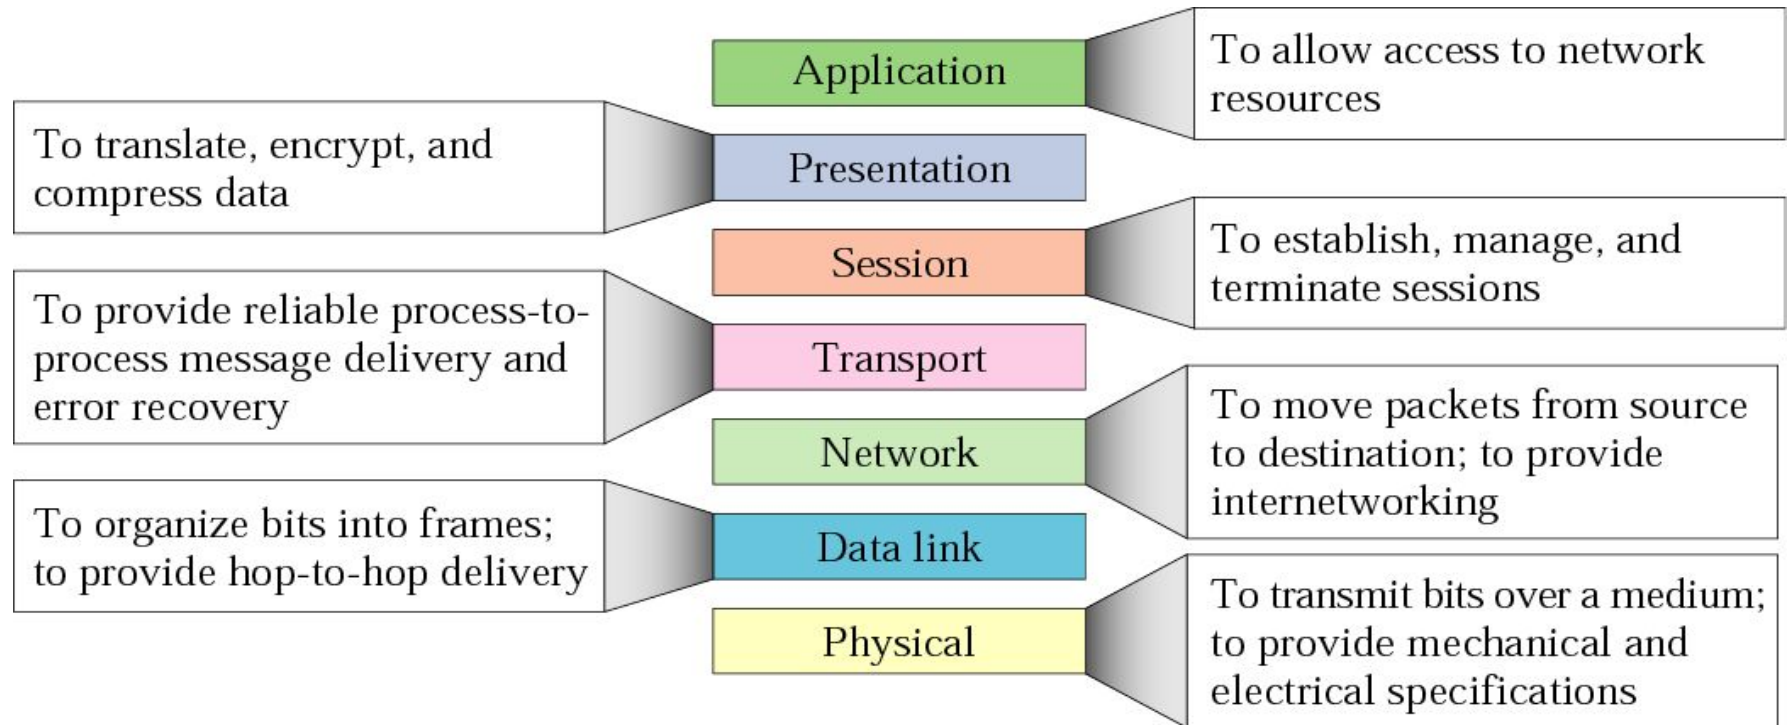 Application
To allow access to network
resources
To translate, encrypt, and
compress data
Presentation
Session
To establish, manage, and
terminate sessions
To provide reliable process-to-
process message delivery and
error recovery
Transport
Network
To move packets from source
to destination; to provide
internetworking
To organize bits into frames;
to provide hop-to-hop delivery
Data link
Physical
To transmit bits over a medium;
to provide mechanical and
electrical specifications